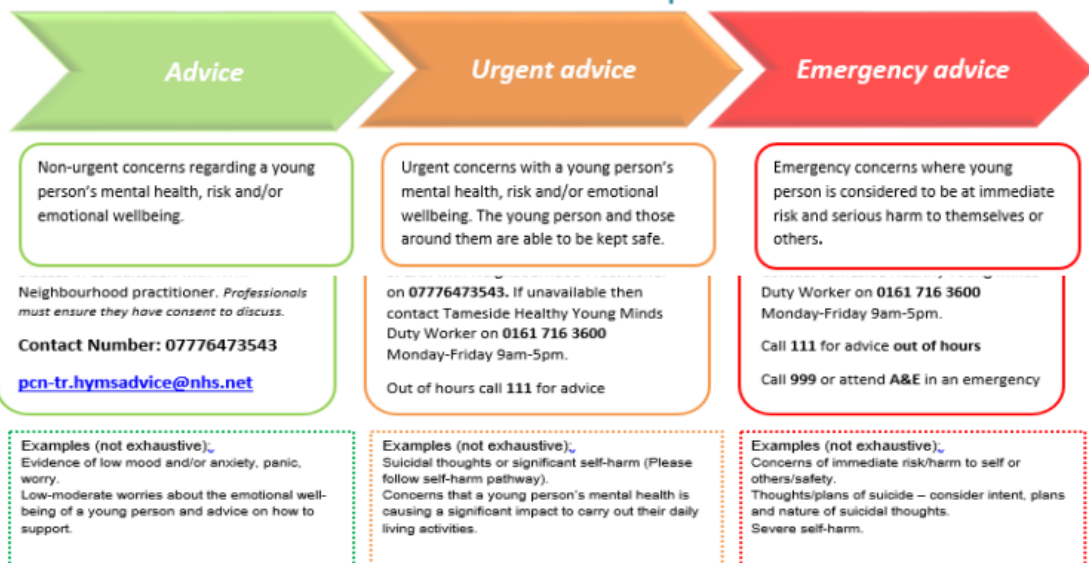 Advice
Urgent advice
Emergency advice
Non-urgent concerns regarding a young
person's mental health, risk and/or
emotional wellbeing.
Urgent concerns with a young person's
mental health, risk and/or emotional
wellbeing. The young person and those
around them are able to be kept safe.
Emergency concerns where young
person is considered to be at immediate
risk and serious harm to themselves or
others.
Neighbourhood practitioner. Professionals
must ensure they have consent to discuss.
Contact Number: 07776473543
pcn-tr.hymsadvice@nhs.net
on 07776473543. If unavailable then
contact Tameside Healthy Young Minds
Duty Worker on 0161 716 3600
Monday-Friday 9am-5pm.
Out of hours call 111 for advice
Duty Worker on 0161 716 3600
Monday-Friday 9am-5pm.
Call 111 for advice out of hours
Call 999 or attend A&E in an emergency
Examples (not exhaustive);
Evidence of low mood and/or anxiety, panic,
worry.
Low-moderate worries about the emotional well-
being of a young person and advice on how to
support.
Examples (not exhaustive);
Suicidal thoughts or significant self-harm (Please
follow self-harm pathway).
Concerns that a young person's mental health is
causing a significant impact to carry out their daily
living activities.
Examples (not exhaustive);
Concerns of immediate risk/harm to self or
others/safety.
Thoughts/plans of suicide – consider intent, plans
and nature of suicidal thoughts.
Severe self-harm.